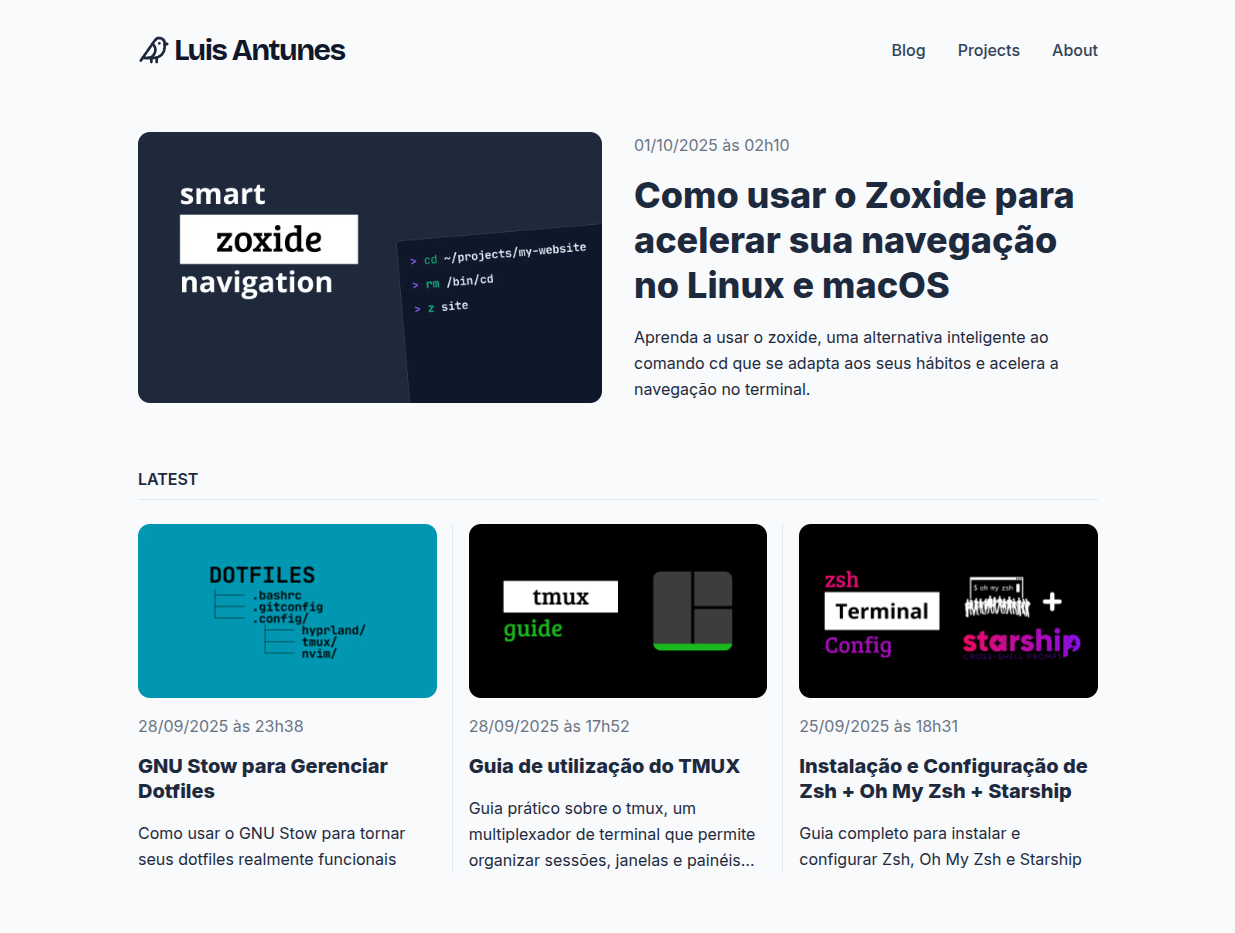 Luis Antunes
Blog Projects About
smart
zoxide
navigation
> cd ~/projects/my-website
> rm /bin/cd
> z site
01/10/2025 às 02h10
Como usar o Zoxide para
acelerar sua navegação
no Linux e macOS
Aprenda a usar o zoxide, uma alternativa inteligente ao
comando cd que se adapta aos seus hábitos e acelera a
navegação no terminal.
LATEST
DOTFILES
.bashrc
.gitconfig
.config/
hyprland/
tmux/
nvim/
28/09/2025 às 23h38
GNU Stow para Gerenciar
Dotfiles
Como usar o GNU Stow para tornar
seus dotfiles realmente funcionais
tmux
guide
28/09/2025 às 17h52
Guia de utilização do TMUX
Guia prático sobre o tmux, um
multiplexador de terminal que permite
organizar sessões, janelas e painéis...
zsh
Terminal
Config
$ oh my zsh
+
starship
CROSS-SHELL PROMPT
25/09/2025 às 18h31
Instalação e Configuração de
Zsh + Oh My Zsh + Starship
Guia completo para instalar e
configurar Zsh, Oh My Zsh e Starship